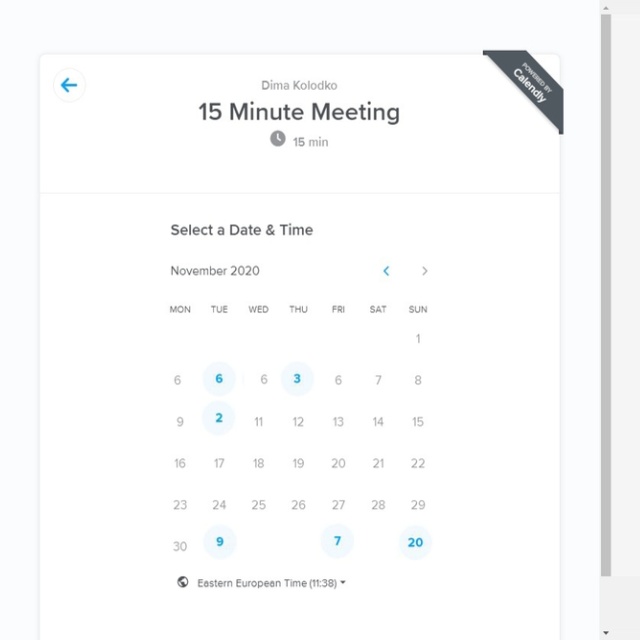 POWERED BY
Calendly
Dima Kolodko
15 Minute Meeting
15 min
Select a Date & Time
November 2020
MON TUE WED THU FRI SAT SUN
1
6 6 6 3 6 7 8
9 2 11 12 13 14 15
16 17 18 19 20 21 22
23 24 25 26 27 28 29
30 9 7 20
Eastern European Time (11:38)